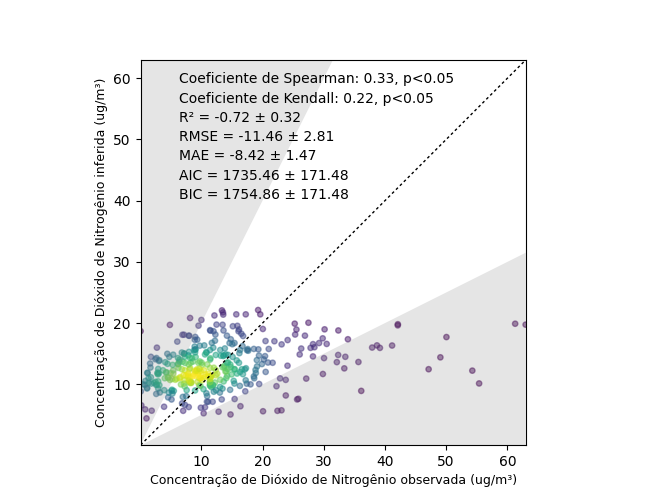 Coeficiente de Spearman: 0.33, p<0.05
Coeficiente de Kendall: 0.22, p<0.05
R² = -0.72 ± 0.32
RMSE = -11.46 ± 2.81
MAE = -8.42 ± 1.47
AIC = 1735.46 ± 171.48
BIC = 1754.86 ± 171.48
Concentração de Dióxido de Nitrogênio inferida (ug/m³)
60
50
40
30
20
10
10 20 30 40 50 60
Concentração de Dióxido de Nitrogênio observada (ug/m³)